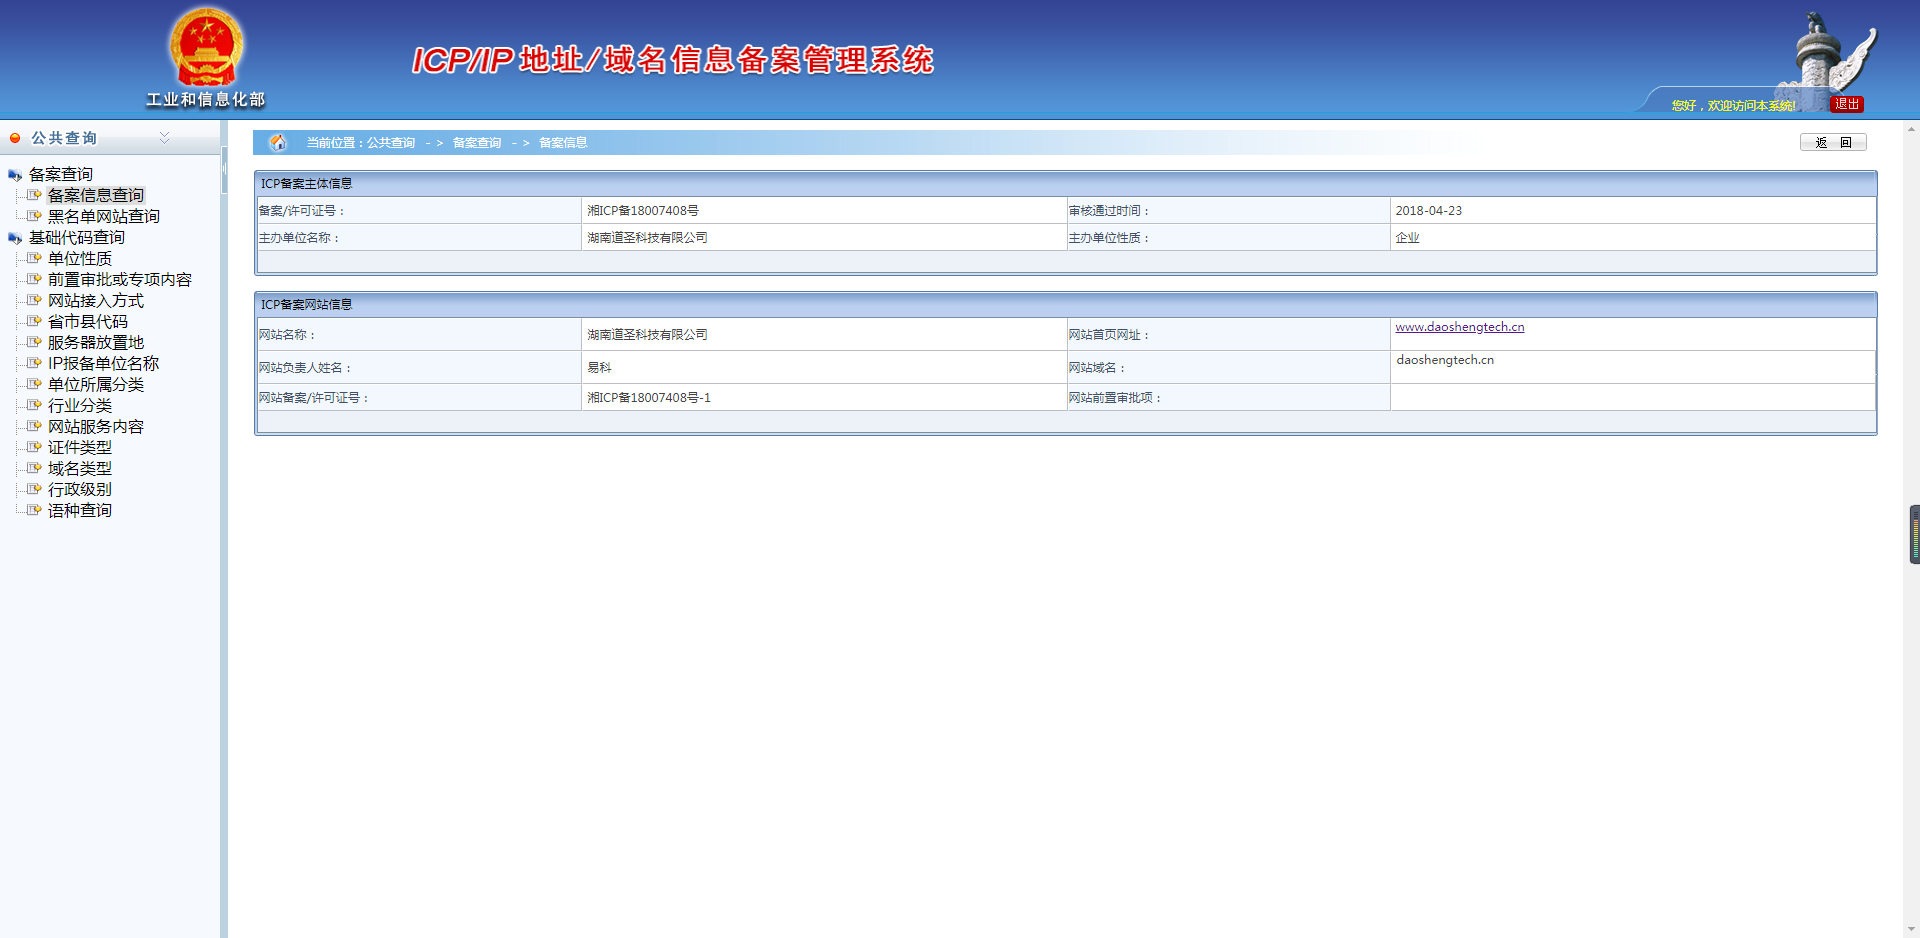 ICP/IP 地址/域名信息备案管理系统
工业和信息化部
您好，欢迎访问本系统! 退出
公共查询
备案查询
备案信息查询
黑名单网站查询
基础代码查询
单位性质
前置审批或专项内容
网站接入方式
省市县代码
服务器放置地
IP报备单位名称
单位所属分类
行业分类
网站服务内容
证件类型
域名类型
行政级别
语种查询
当前位置：公共查询 - > 备案查询 - > 备案信息
返 回
ICP备案主体信息
备案/许可证号： 湘ICP备18007408号 审核通过时间： 2018-04-23
主办单位名称： 湖南道圣科技有限公司 主办单位性质： 企业
ICP备案网站信息
网站名称： 湖南道圣科技有限公司 网站首页网址： www.daoshengtech.cn
网站负责人姓名： 易科 网站域名： daoshengtech.cn
网站备案/许可证号： 湘ICP备18007408号-1 网站前置审批项：